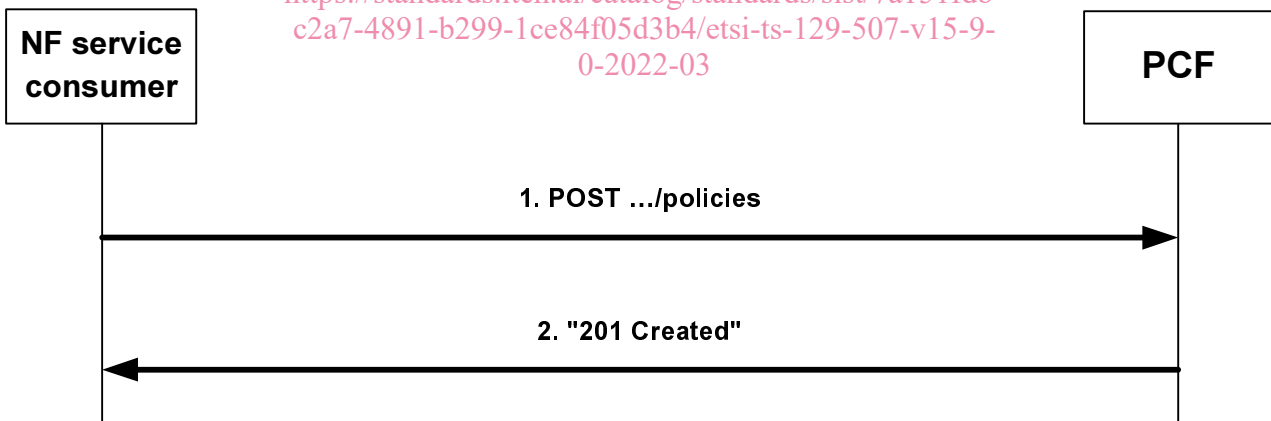 c2a7-4891-b299-1ce84f05d3b4/etsi-ts-129-507-v15-9-
0-2022-03
NF service
consumer
PCF
1. POST …/policies
2. "201 Created"